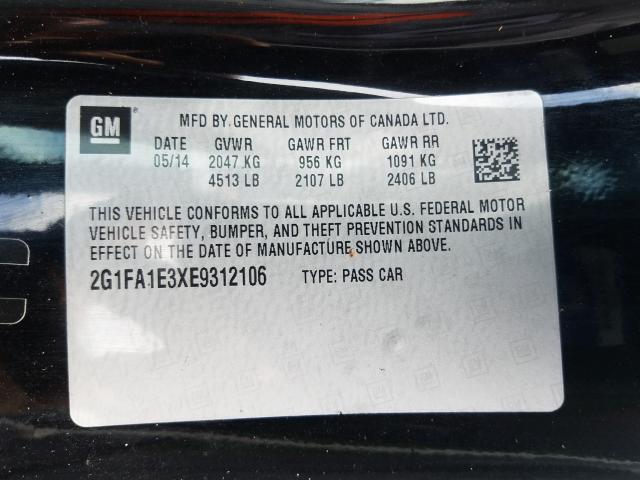 GM
MFD BY GENERAL MOTORS OF CANADA LTD.
DATE GVWR GAWR FRT GAWR RR
05/14 2047 KG 956 KG 1091 KG
4513 LB 2107 LB 2406 LB
THIS VEHICLE CONFORMS TO ALL APPLICABLE U.S. FEDERAL MOTOR
VEHICLE SAFETY, BUMPER, AND THEFT PREVENTION STANDARDS IN
EFFECT ON THE DATE OF MANUFACTURE SHOWN ABOVE.
2G1FA1E3XE9312106 TYPE: PASS CAR